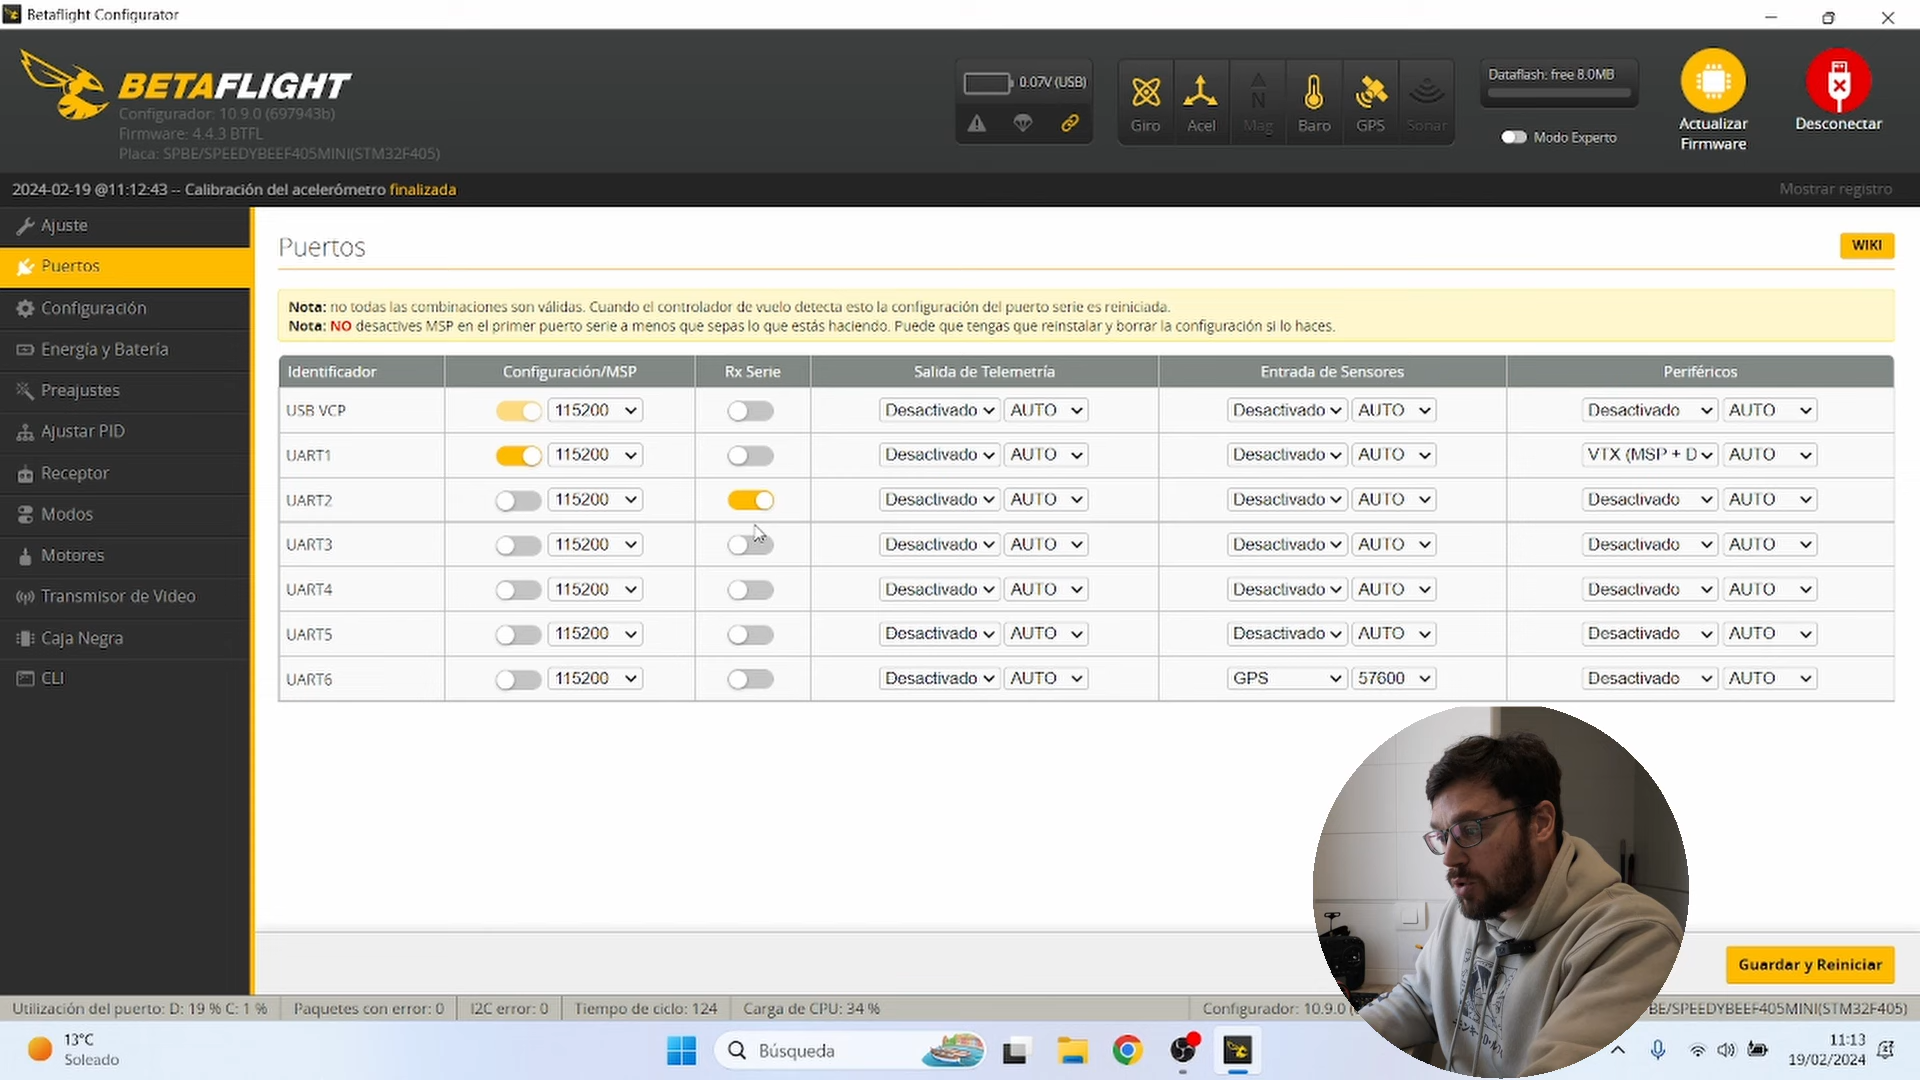 Betaflight Configurator
BETAFLIGHT
Configurador: 10.9.0 (697943b)
Firmware: 4.4.3 BTFL
Placa: SPBE/SPEEDYBEEF405MINI(STM32F405)
0.07V (USB)
Giro
Acel
N
Mag
Baro
GPS
Sonar
Dataflash: free 8.0MB
Modo Experto
Actualizar
Firmware
Desconectar
2024-02-19 @11:12:43 -- Calibración del acelerómetro finalizada
Mostrar registro
Ajuste
Puertos
Configuración
Energía y Batería
Preajustes
Ajustar PID
Receptor
Modos
Motores
Transmisor de Video
Caja Negra
CLI
Puertos
WIKI
Nota: no todas las combinaciones son válidas. Cuando el controlador de vuelo detecta esto la configuración del puerto serie es reiniciada.
Nota: NO desactives MSP en el primer puerto serie a menos que sepas lo que estás haciendo. Puede que tengas que reinstalar y borrar la configuración si lo haces.
Identificador Configuración/MSP Rx Serie Salida de Telemetría Entrada de Sensores Periféricos
USB VCP 115200 Desactivado AUTO Desactivado AUTO Desactivado AUTO
UART1 115200 Desactivado AUTO Desactivado AUTO VTX (MSP + D AUTO
UART2 115200 Desactivado AUTO Desactivado AUTO Desactivado AUTO
UART3 115200 Desactivado AUTO Desactivado AUTO Desactivado AUTO
UART4 115200 Desactivado AUTO Desactivado AUTO Desactivado AUTO
UART5 115200 Desactivado AUTO Desactivado AUTO Desactivado AUTO
UART6 115200 Desactivado AUTO GPS 57600 Desactivado AUTO
Guardar y Reiniciar
Utilización del puerto: D: 19 % C: 1 % Paquetes con error: 0 I2C error: 0 Tiempo de ciclo: 124 Carga de CPU: 34 % Configurador: 10.9.0 BE/SPEEDYBEEF405MINI(STM32F405)
13°C
Soleado
Búsqueda
11:13
19/02/2024